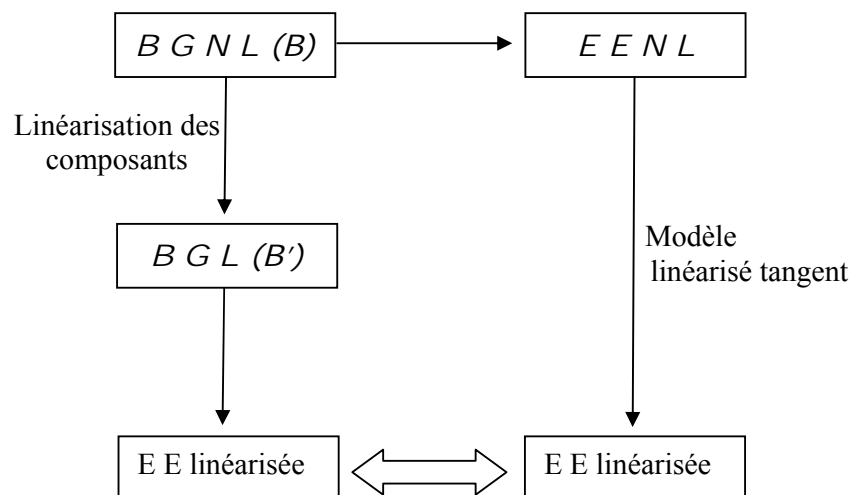 B G N L (B)
E E N L
Linéarisation des
composants
B G L (B')
Modèle
linéarisé tangent
E E linéarisée
E E linéarisée